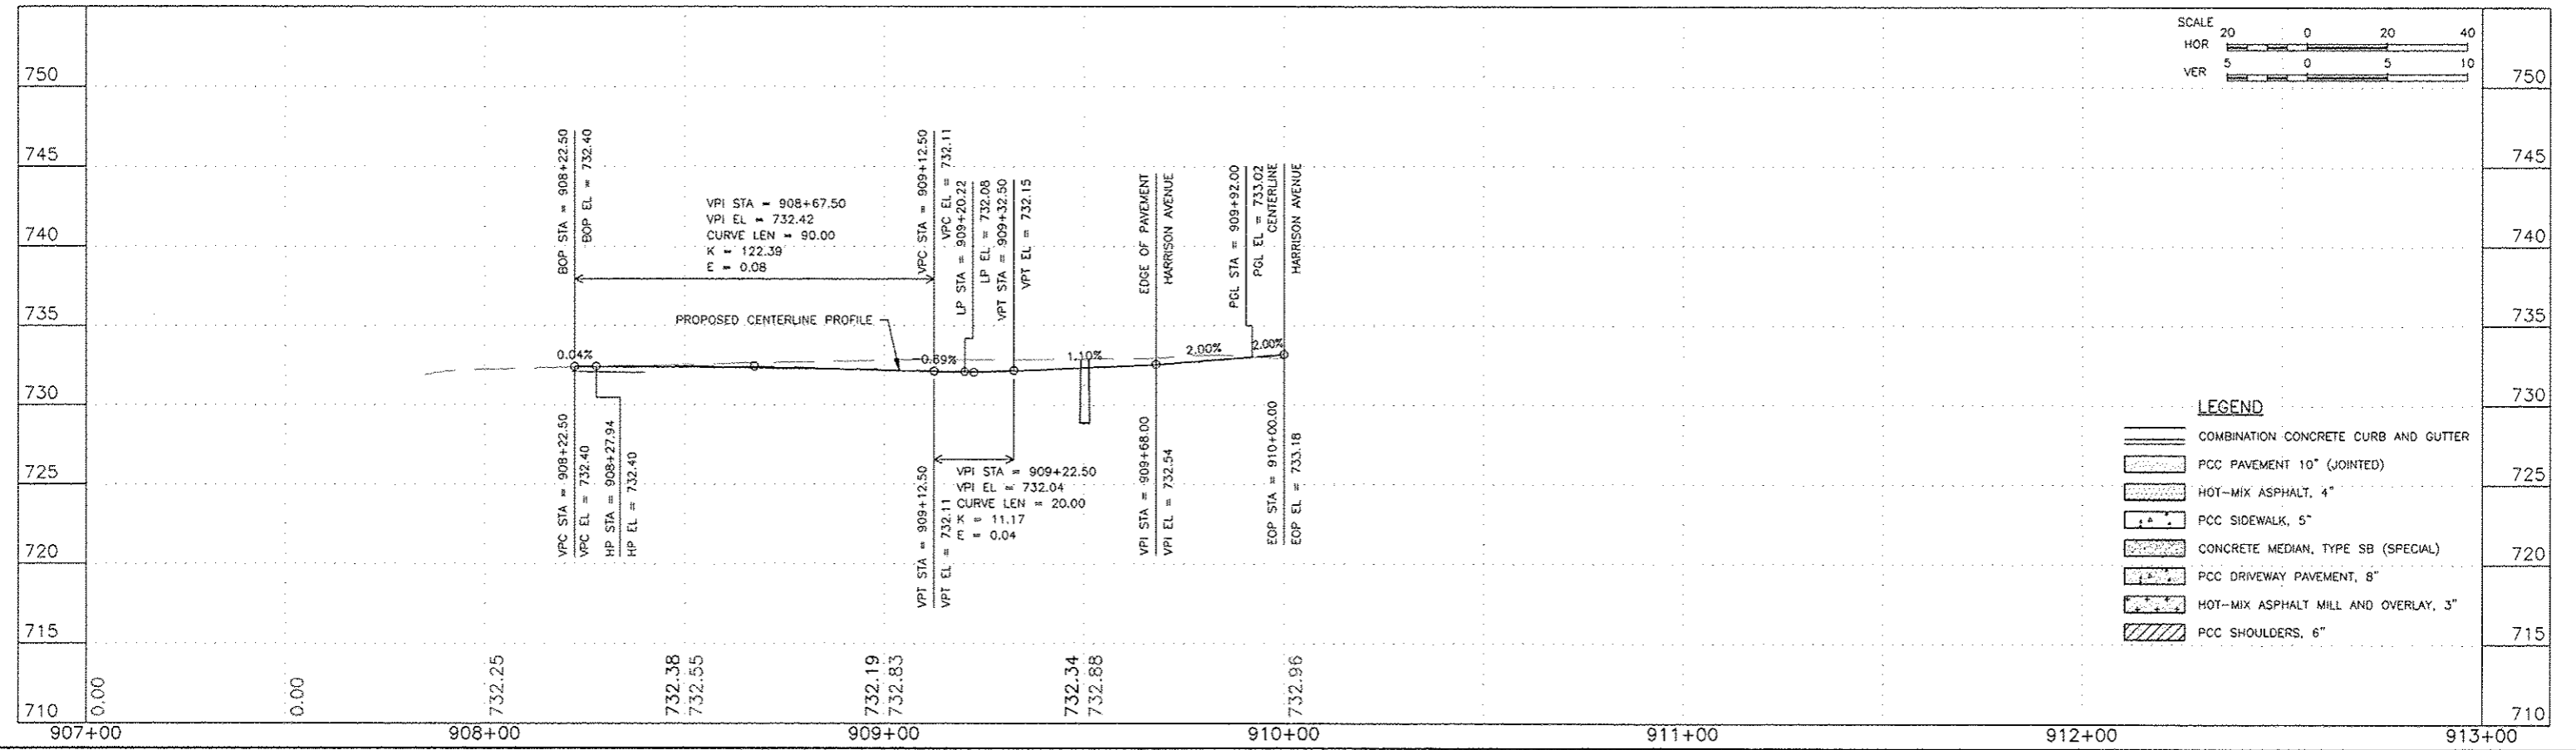 SCALE
HOR
20 0 20 40
VER
5 0 5 10
750
745
740
735
730
725
720
715
710
BOP STA = 908+22.50
BOP EL = 732.40
VPI STA = 908+67.50
VPI EL = 732.42
CURVE LEN = 90.00
K = 122.39
E = 0.08
VPC STA = 909+12.50
VPC EL = 732.11
LP STA = 909+20.22
LP EL = 732.08
VPT STA = 909+32.50
VPT EL = 732.15
EDGE OF PAVEMENT
HARRISON AVENUE
PGL STA = 909+92.00
PGL EL = 733.02
CENTERLINE
HARRISON AVENUE
PROPOSED CENTERLINE PROFILE
0.04%
-0.69%
1.10%
2.00%
2.00%
VPC STA = 908+22.50
VPC EL = 732.40
HP STA = 908+27.94
HP EL = 732.40
VPT STA = 909+12.50
VPT EL = 732.11
VPI STA = 909+22.50
VPI EL = 732.04
CURVE LEN = 20.00
K = 11.17
E = 0.04
VPI STA = 909+68.00
VPI EL = 732.54
EOP STA = 910+00.00
EOP EL = 733.18
750
745
740
735
730
725
720
715
710
LEGEND
COMBINATION CONCRETE CURB AND GUTTER
PCC PAVEMENT 10" (JOINTED)
HOT-MIX ASPHALT, 4"
PCC SIDEWALK, 5"
CONCRETE MEDIAN, TYPE SB (SPECIAL)
PCC DRIVEWAY PAVEMENT, 8"
HOT-MIX ASPHALT MILL AND OVERLAY, 3"
PCC SHOULDERS, 6"
0.00
0.00
732.25
732.38
732.55
732.19
732.83
732.34
732.88
732.96
907+00 908+00 909+00 910+00 911+00 912+00 913+00